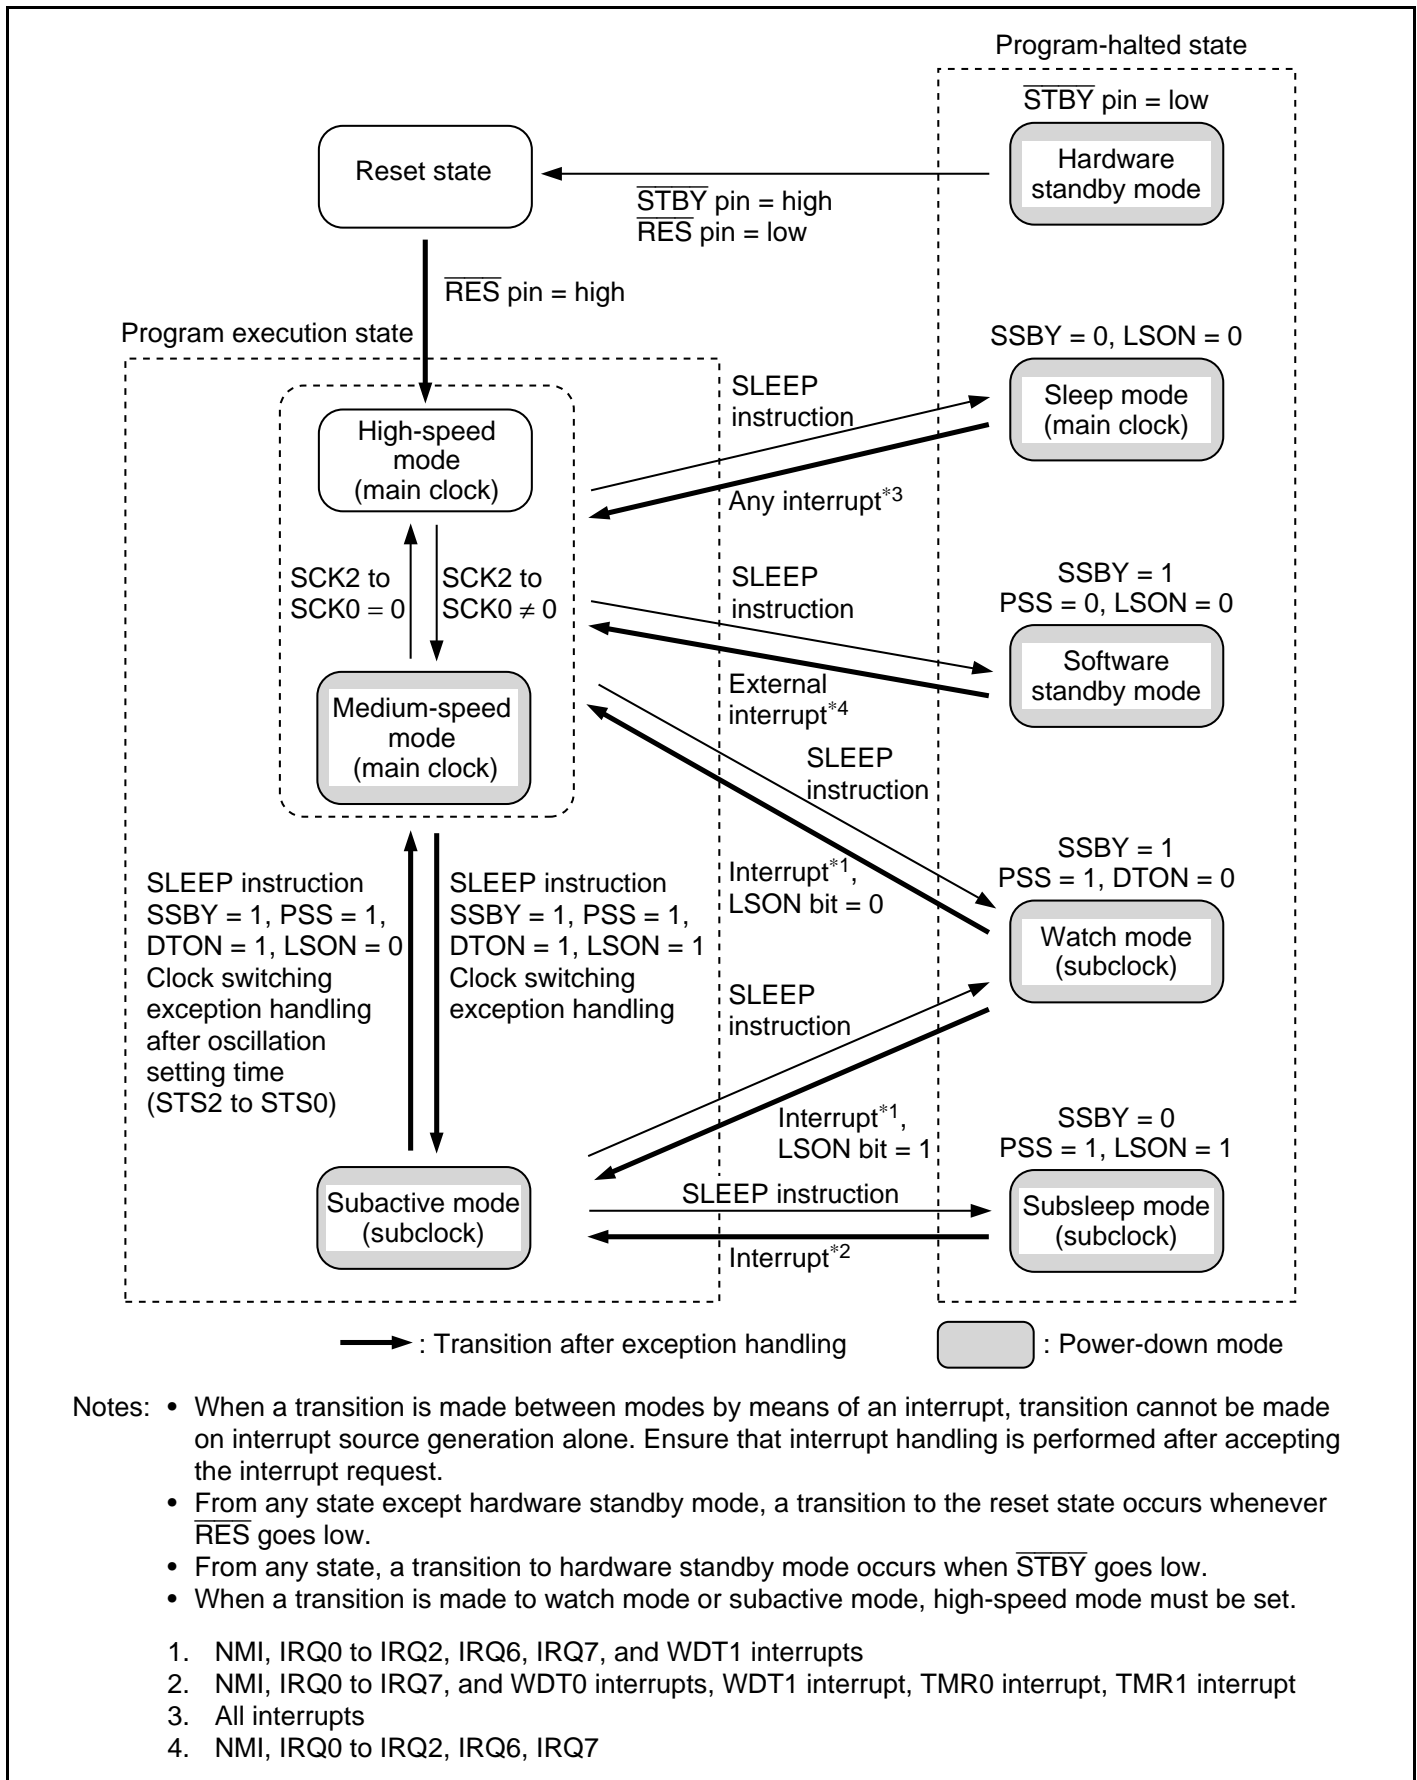 Program-halted state
STBY pin = low
Reset state
Hardware
standby mode
STBY pin = high
RES pin = low
RES pin = high
Program execution state
SSBY = 0, LSON = 0
SLEEP
instruction
Sleep mode
(main clock)
High-speed
mode
(main clock)
Any interrupt*3
SCK2 to
SCK0 = 0
SCK2 to
SCK0 ≠ 0
SLEEP
instruction
SSBY = 1
PSS = 0, LSON = 0
Software
standby mode
External
interrupt*4
Medium-speed
mode
(main clock)
SLEEP
instruction
SSBY = 1
PSS = 1, DTON = 0
Interrupt*1,
LSON bit = 0
SLEEP instruction
SSBY = 1, PSS = 1,
DTON = 1, LSON = 0
Clock switching
exception handling
after oscillation
setting time
(STS2 to STS0)
SLEEP instruction
SSBY = 1, PSS = 1,
DTON = 1, LSON = 1
Clock switching
exception handling
Watch mode
(subclock)
SLEEP
instruction
Interrupt*1,
LSON bit = 1
SSBY = 0
PSS = 1, LSON = 1
SLEEP instruction
Subactive mode
(subclock)
Subsleep mode
(subclock)
Interrupt*2
: Transition after exception handling
: Power-down mode
Notes: • When a transition is made between modes by means of an interrupt, transition cannot be made
on interrupt source generation alone. Ensure that interrupt handling is performed after accepting
the interrupt request.
• From any state except hardware standby mode, a transition to the reset state occurs whenever
RES goes low.
• From any state, a transition to hardware standby mode occurs when STBY goes low.
• When a transition is made to watch mode or subactive mode, high-speed mode must be set.
1. NMI, IRQ0 to IRQ2, IRQ6, IRQ7, and WDT1 interrupts
2. NMI, IRQ0 to IRQ7, and WDT0 interrupts, WDT1 interrupt, TMR0 interrupt, TMR1 interrupt
3. All interrupts
4. NMI, IRQ0 to IRQ2, IRQ6, IRQ7